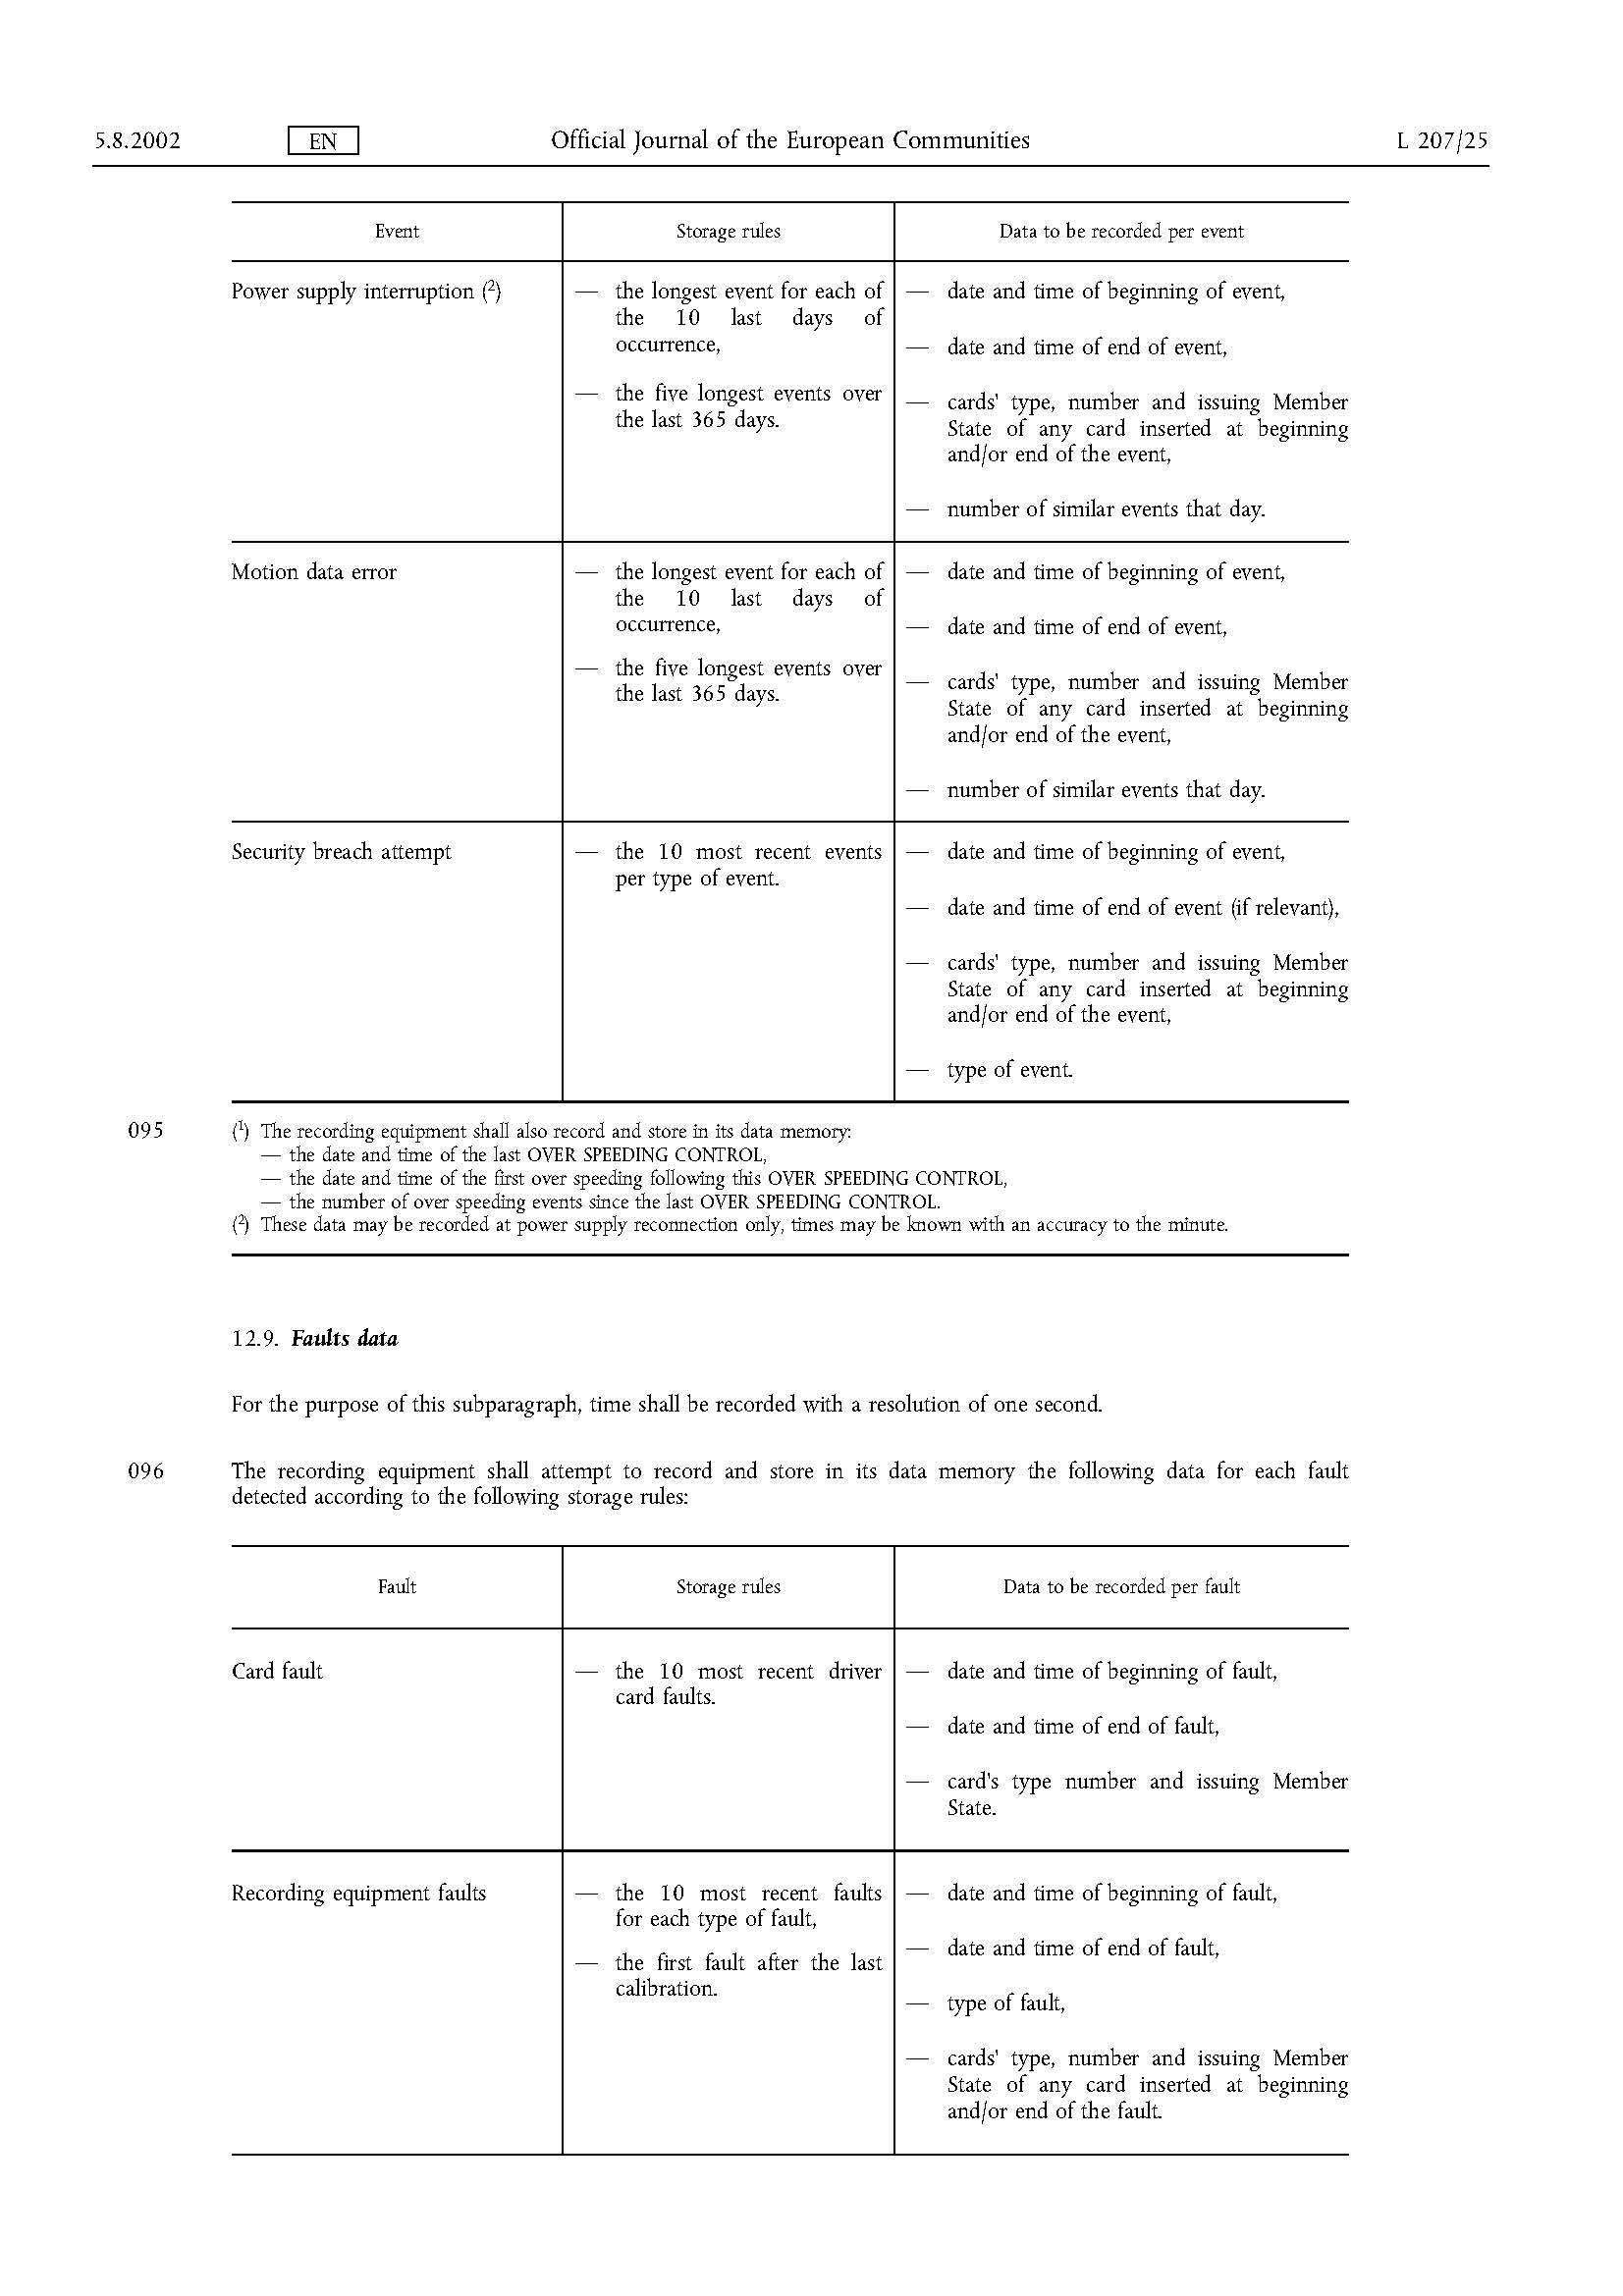 5.8.2002 EN Official Journal of the European Communities L 207/25
Event Storage rules Data to be recorded per event
Power supply interruption (²)
— the longest event for each of
the 10 last days of
occurrence,
— the five longest events over
the last 365 days.
— date and time of beginning of event,
— date and time of end of event,
— cards' type, number and issuing Member
State of any card inserted at beginning
and/or end of the event,
— number of similar events that day.
Motion data error
— the longest event for each of
the 10 last days of
occurrence,
— the five longest events over
the last 365 days.
— date and time of beginning of event,
— date and time of end of event,
— cards' type, number and issuing Member
State of any card inserted at beginning
and/or end of the event,
— number of similar events that day.
Security breach attempt
— the 10 most recent events
per type of event.
— date and time of beginning of event,
— date and time of end of event (if relevant),
— cards' type, number and issuing Member
State of any card inserted at beginning
and/or end of the event,
— type of event.
095 (¹) The recording equipment shall also record and store in its data memory:
— the date and time of the last OVER SPEEDING CONTROL,
— the date and time of the first over speeding following this OVER SPEEDING CONTROL,
— the number of over speeding events since the last OVER SPEEDING CONTROL.
(²) These data may be recorded at power supply reconnection only, times may be known with an accuracy to the minute.
12.9. Faults data
For the purpose of this subparagraph, time shall be recorded with a resolution of one second.
096 The recording equipment shall attempt to record and store in its data memory the following data for each fault
detected according to the following storage rules:
Fault Storage rules Data to be recorded per fault
Card fault
— the 10 most recent driver
card faults.
— date and time of beginning of fault,
— date and time of end of fault,
— card's type number and issuing Member
State.
Recording equipment faults
— the 10 most recent faults
for each type of fault,
— the first fault after the last
calibration.
— date and time of beginning of fault,
— date and time of end of fault,
— type of fault,
— cards' type, number and issuing Member
State of any card inserted at beginning
and/or end of the fault.